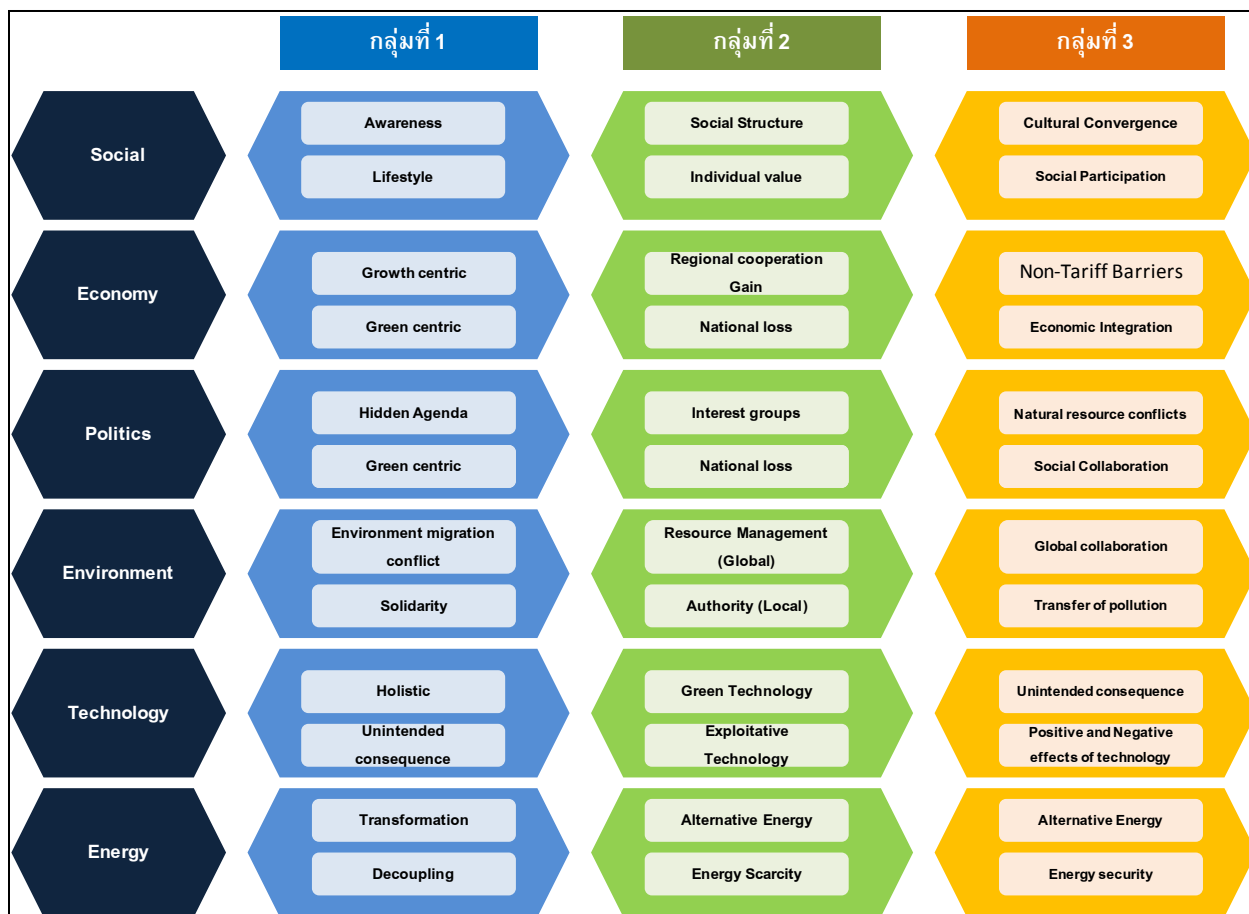 กลุ่มที่ 1
กลุ่มที่ 2
กลุ่มที่ 3
Social
Awareness
Lifestyle
Social Structure
Individual value
Cultural Convergence
Social Participation
Economy
Growth centric
Green centric
Regional cooperation
Gain
National loss
Non-Tariff Barriers
Economic Integration
Politics
Hidden Agenda
Green centric
Interest groups
National loss
Natural resource conflicts
Social Collaboration
Environment
Environment migration
conflict
Solidarity
Resource Management
(Global)
Authority (Local)
Global collaboration
Transfer of pollution
Technology
Holistic
Unintended
consequence
Green Technology
Exploitative
Technology
Unintended consequence
Positive and Negative
effects of technology
Energy
Transformation
Decoupling
Alternative Energy
Energy Scarcity
Alternative Energy
Energy security